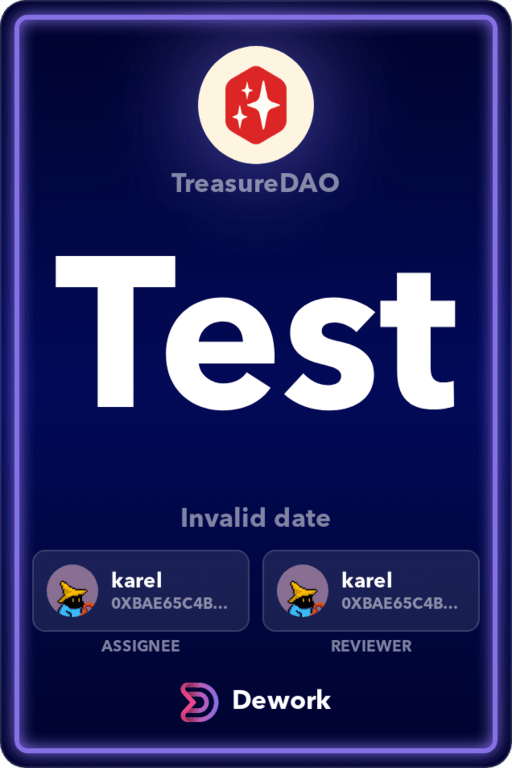 TreasureDAO
Test
Invalid date
karel
0XBAE65C4B...
ASSIGNEE
karel
0XBAE65C4B...
REVIEWER
Dework